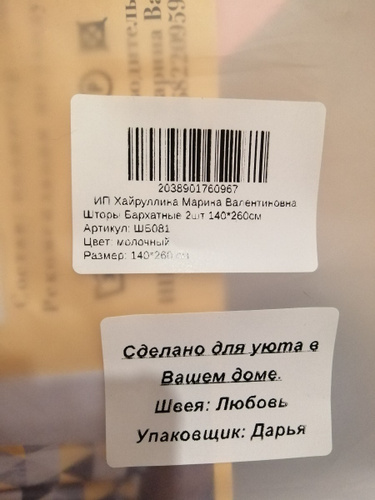 2038901760967
ИП Хайруллина Марина Валентиновна
Шторы Бархатные 2шт 140*260см
Артикул: ШБ081
Цвет: молочный
Размер: 140*260 см
Сделано для уюта в
Вашем доме.
Швея: Любовь
Упаковщик: Дарья